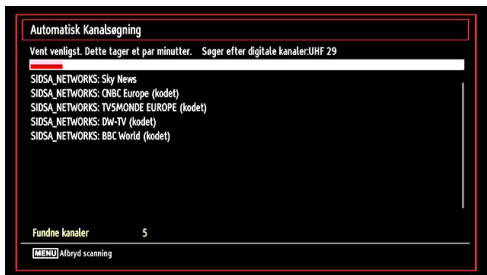 Automatisk Kanalsøgning
Vent venligst. Dette tager et par minutter. Søger efter digitale kanaler:UHF 29
SIDSA_NETWORKS: Sky News
SIDSA_NETWORKS: CNBC Europe (kodet)
SIDSA_NETWORKS: TV5MONDE EUROPE (kodet)
SIDSA_NETWORKS: DW-TV (kodet)
SIDSA_NETWORKS: BBC World (kodet)
Fundne kanaler 5
MENU Afbryd scanning